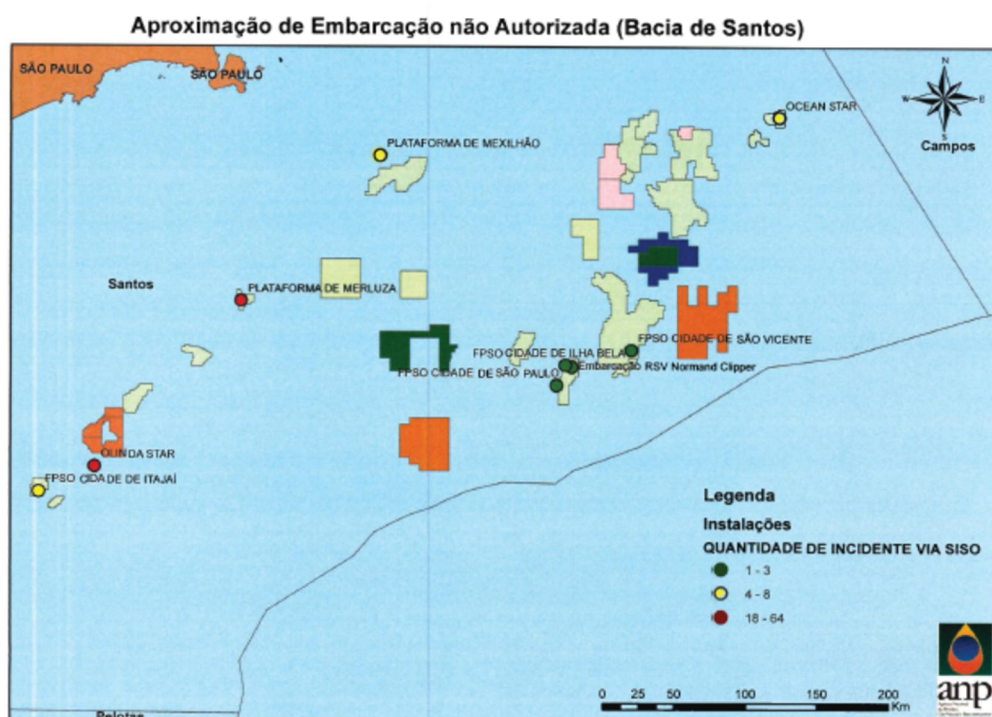 Aproximação de Embarcação não Autorizada (Bacia de Santos)
SÃO PAULO
SÃO PAULO
N
W
E
S
Campos
OCEAN STAR
PLATAFORMA DE MEXILHÃO
Santos
PLATAFORMA DE MERLUZA
FPSO CIDADE DE SÃO VICENTE
FPSO CIDADE DE ILHA BELA
Embarcação RSV Normand Clipper
FPSO CIDADE DE SÃO PAULO
OLINDA STAR
FPSO CIDADE DE ITAJAÍ
Legenda
Instalações
QUANTIDADE DE INCIDENTE VIA SISO
1 - 3
4 - 8
18 - 64
anp
0 25 50 100 150 200
Km
Pelotas